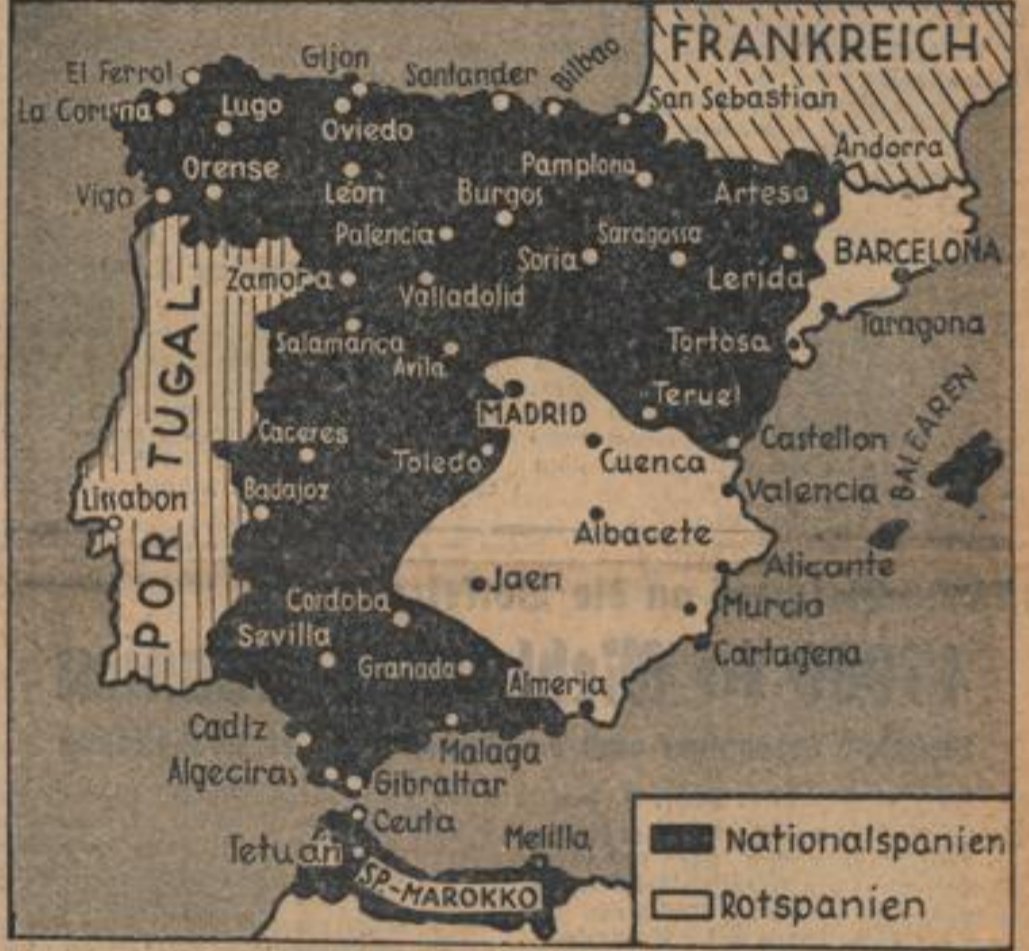 FRANKREICH
Gijon
El Ferrol
Santander
Bilbao
La Coruna
Lugo
San Sebastian
Oviedo
Andorra
Orense
Pamplona
Vigo
León
Burgos
Artesa
Palencia
Saragossa
Soria
BARCELONA
Zamora
Lerida
Valladolid
Taragona
Salamanca
Tortosa
Avila
PORTUGAL
Teruel
MADRID
BALEAREN
Caceres
Castellon
Toledo
Cuenca
Lissabon
Badajoz
Valencia
Albacete
Alicante
Jaen
Cordoba
Murcia
Sevilla
Cartagena
Granada
Almeria
Cadiz
Malaga
Algeciras
Gibraltar
Ceuta
Tetuán
Melilla
SP.-MAROKKO
Nationalspanien
Rotspanien